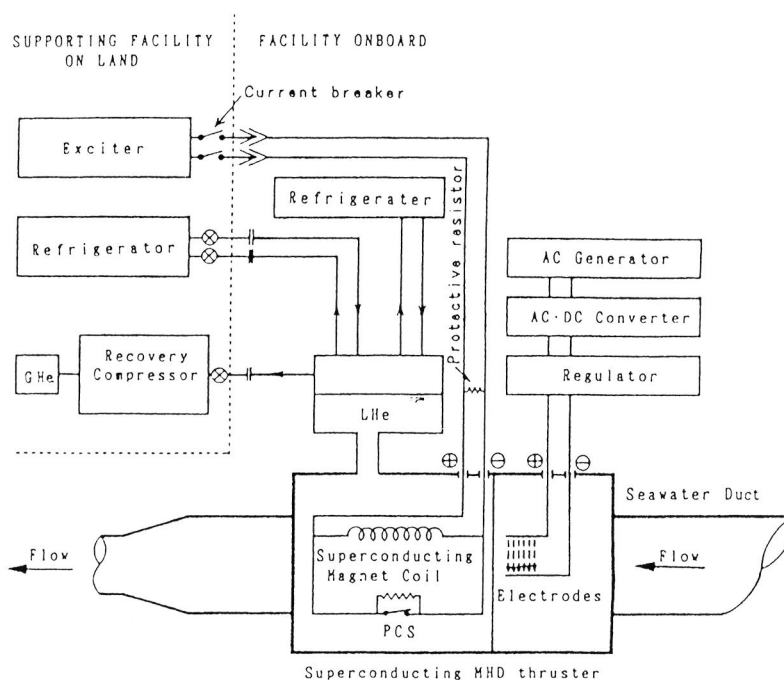 SUPPORTING FACILITY
ON LAND
FACILITY ONBOARD
Current breaker
Exciter
Refrigerater
Protective resistor
Refrigerator
AC Generator
AC·DC Converter
Regulator
Recovery
Compressor
GHe
LHe
⊕ ⊖ ⊕ ⊖
Seawater Duct
Flow
Superconducting
Magnet Coil
Flow
Electrodes
PCS
Superconducting MHD thruster